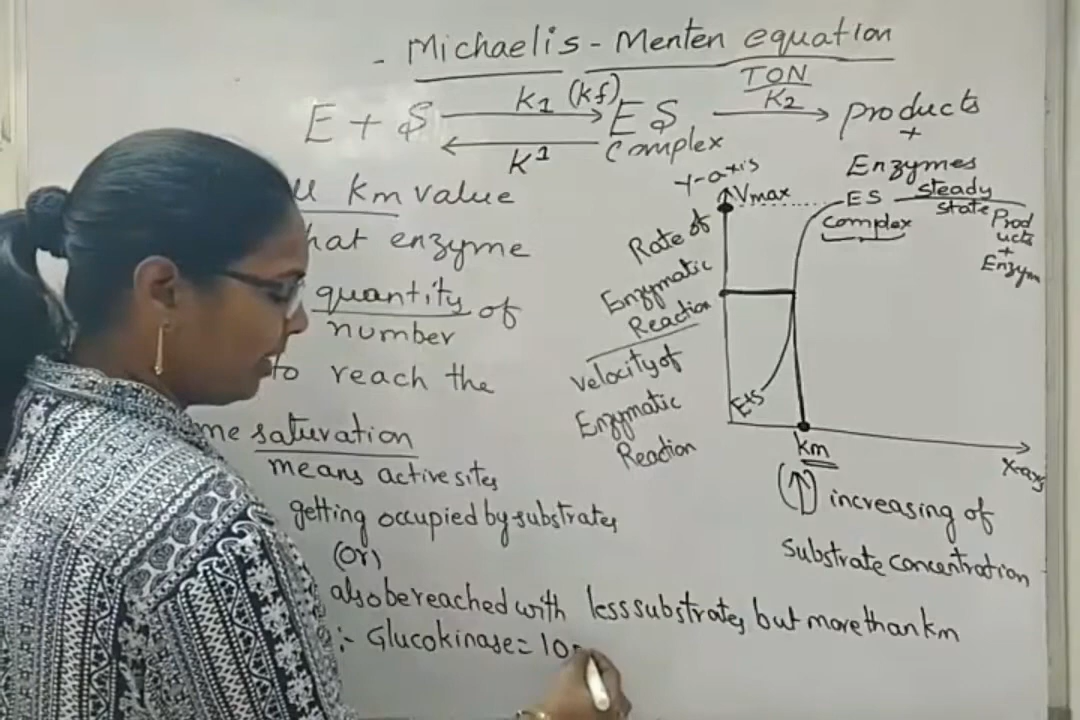 - Michaelis - Menten equation
E + S K1 (Kf) ES TON K2 products
K1 Complex +
Enzymes
km value
hat enzyme
quantity of
number
to reach the
me saturation
means active sites
getting occupied by substrates
(or)
also be reached with less substrates, but more than km
:- Glucokinase = 10
Y-axis
Vmax
ES steady
Complex state
Prod
ucts
+
Enzym
Rate of
Enzymatic
Reaction
velocity of
Enzymatic
Reaction
E+S
km
X-axis
(↑) increasing of
substrate concentration